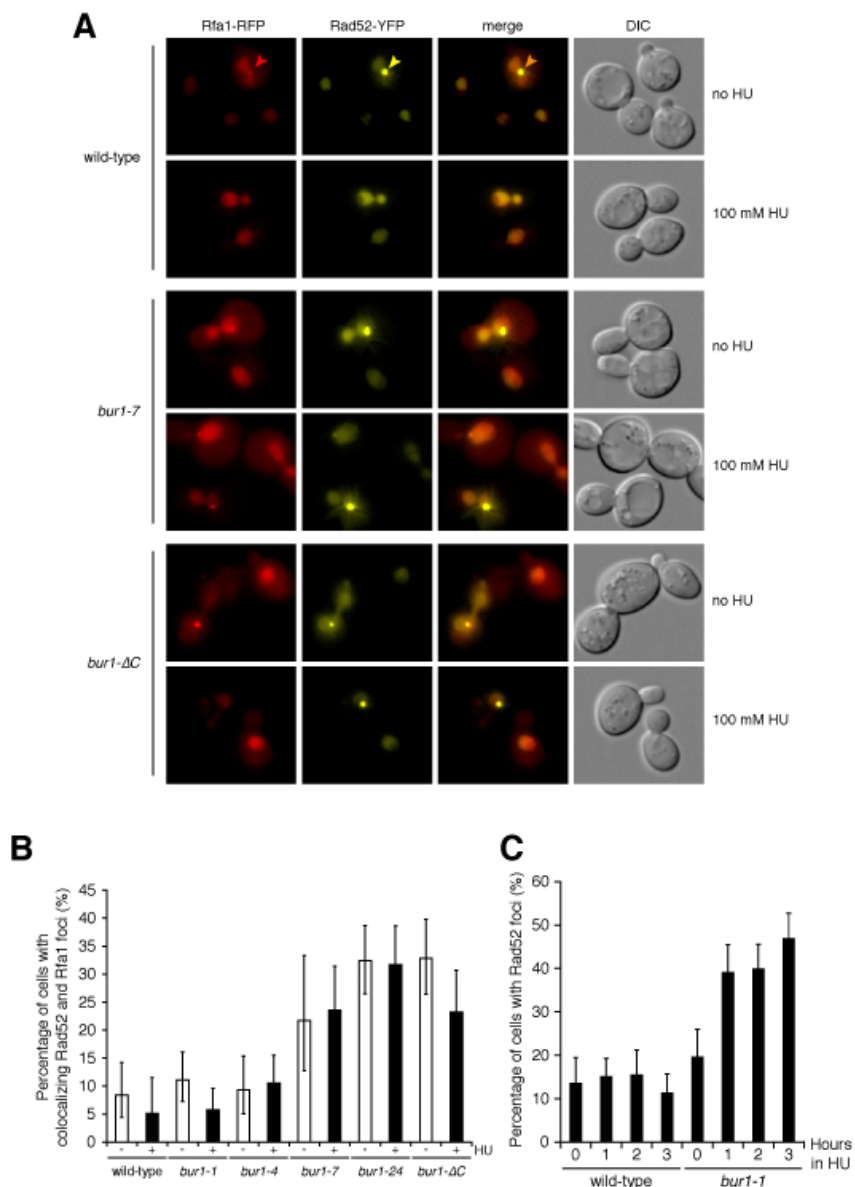 A
Rfa1-RFP Rad52-YFP merge DIC
no HU
wild-type
100 mM HU
no HU
bur1-7
100 mM HU
no HU
bur1-ΔC
100 mM HU
B
Percentage of cells with
colocalizing Rad52 and Rfa1 foci (%)
45
40
35
30
25
20
15
10
5
0
- + - + - + - + - + - + HU
wild-type bur1-1 bur1-4 bur1-7 bur1-24 bur1-ΔC
C
Percentage of cells with Rad52 foci (%)
60
50
40
30
20
10
0
0 1 2 3 0 1 2 3 Hours
in HU
wild-type bur1-1